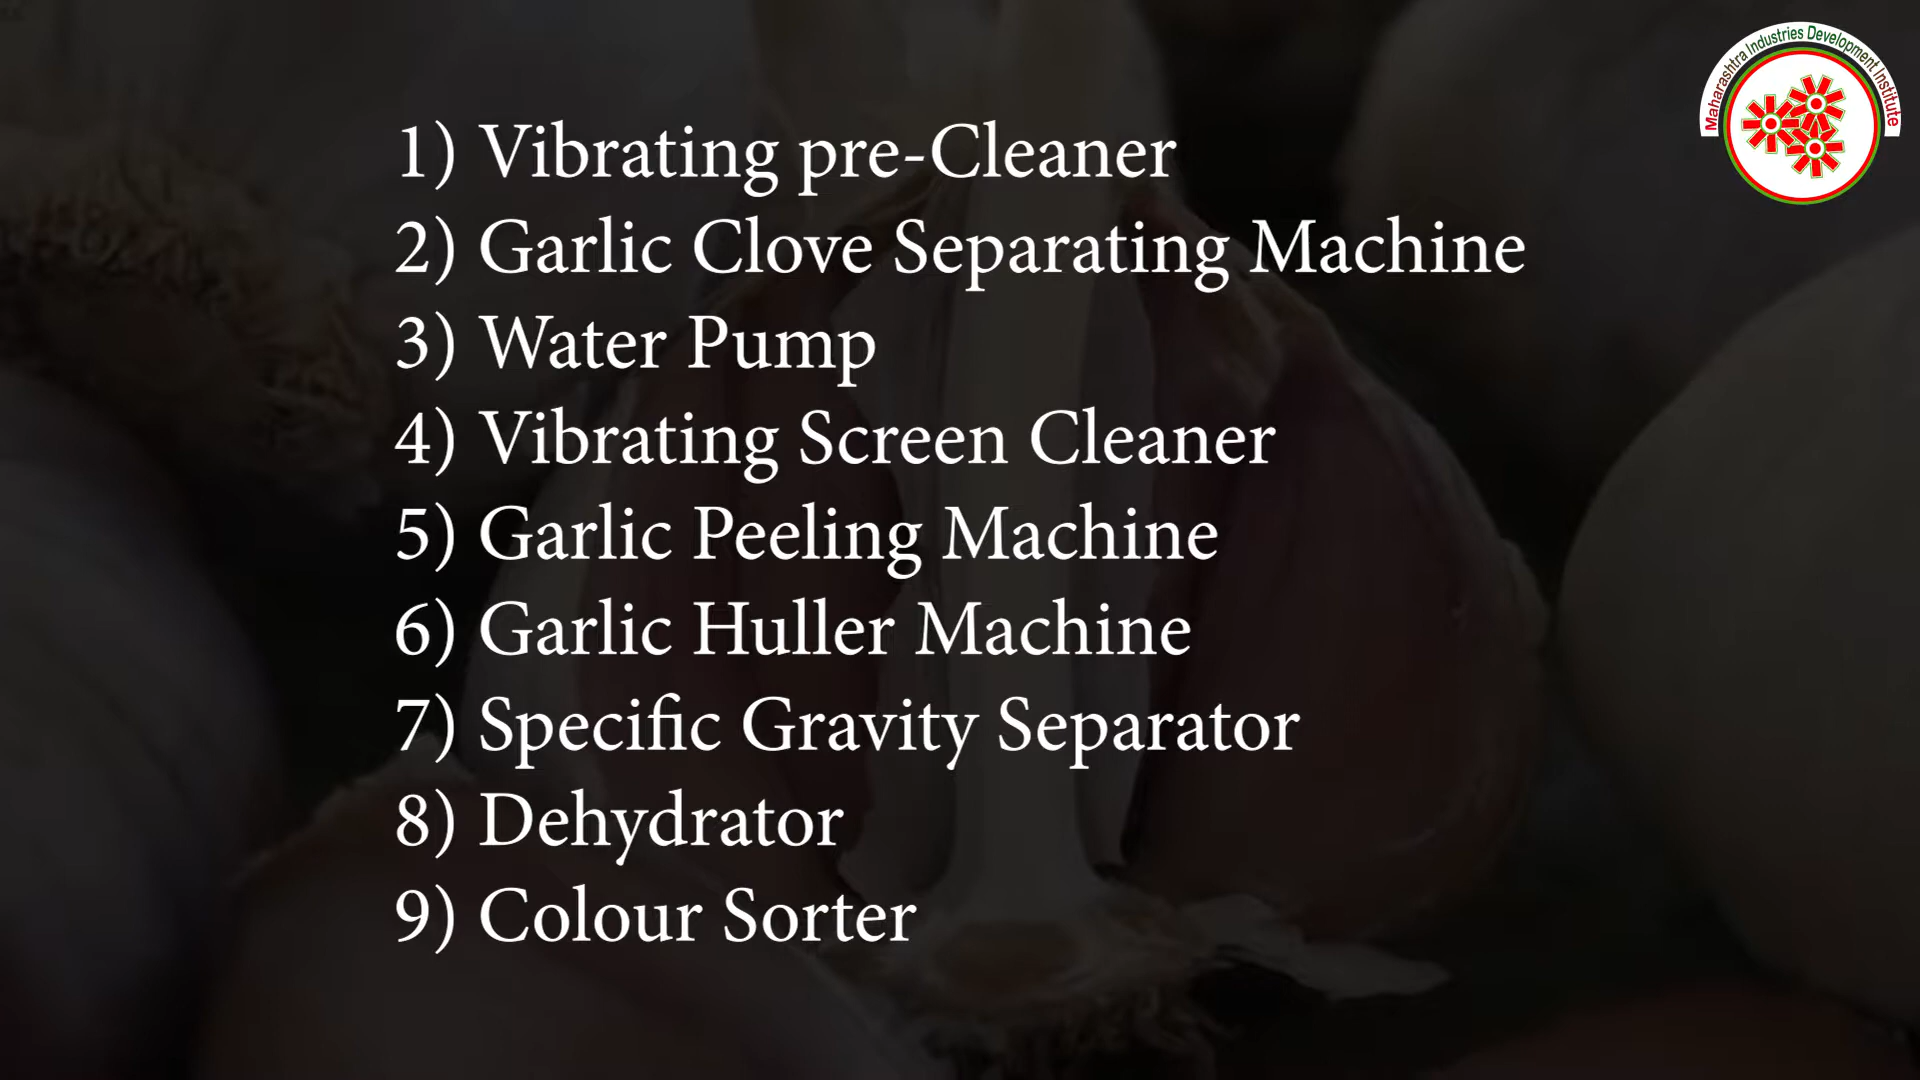 Maharashtra Industries Development Institute
1) Vibrating pre-Cleaner
2) Garlic Clove Separating Machine
3) Water Pump
4) Vibrating Screen Cleaner
5) Garlic Peeling Machine
6) Garlic Huller Machine
7) Specific Gravity Separator
8) Dehydrator
9) Colour Sorter